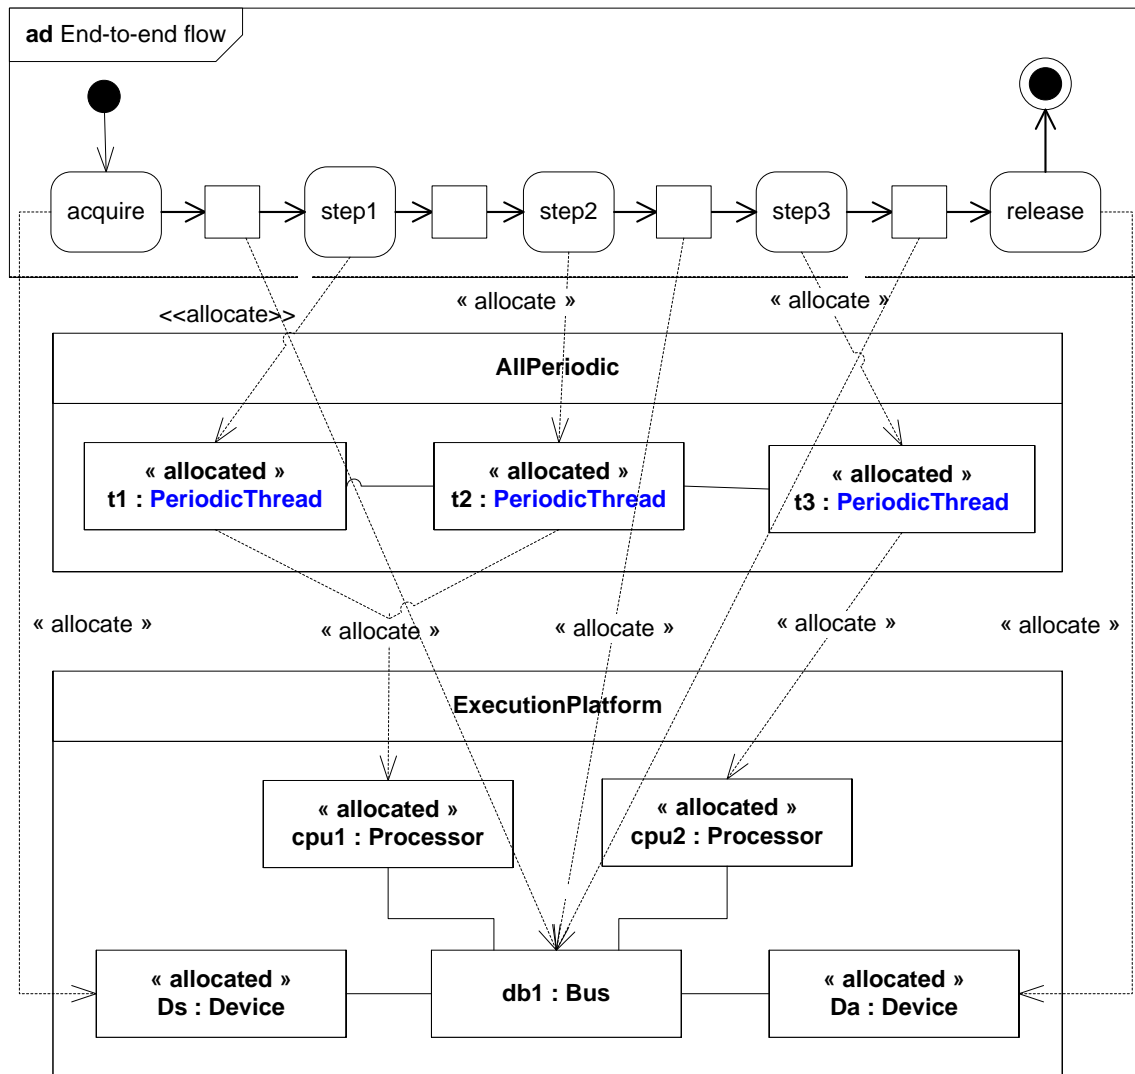 ad End-to-end flow
acquire
step1
step2
step3
release
<<allocate>>
« allocate »
« allocate »
AllPeriodic
« allocated »
t1 : PeriodicThread
« allocated »
t2 : PeriodicThread
« allocated »
t3 : PeriodicThread
« allocate »
« allocate »
« allocate »
« allocate »
« allocate »
ExecutionPlatform
« allocated »
cpu1 : Processor
« allocated »
cpu2 : Processor
« allocated »
Ds : Device
db1 : Bus
« allocated »
Da : Device